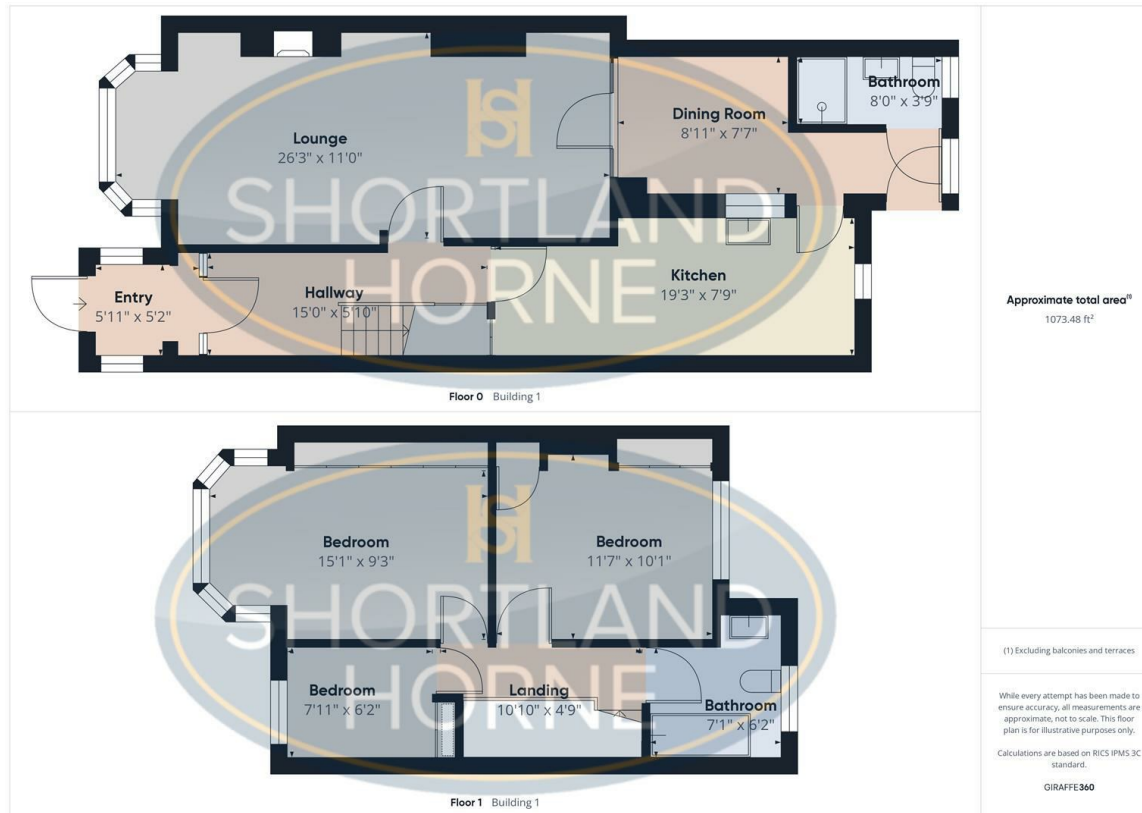 Lounge
26'3" x 11'0"
Dining Room
8'11" x 7'7"
Bathroom
8'0" x 3'9"
Entry
5'11" x 5'2"
Hallway
15'0" x 5'10"
Kitchen
19'3" x 7'9"
HS
SHORTLAND
HORNE
Floor 0 Building 1
Bedroom
15'1" x 9'3"
Bedroom
11'7" x 10'1"
Bedroom
7'11" x 6'2"
Landing
10'10" x 4'9"
Bathroom
7'1" x 6'2"
HS
SHORTLAND
HORNE
Floor 1 Building 1
Approximate total area(1)
1073.48 ft²
(1) Excluding balconies and terraces
While every attempt has been made to
ensure accuracy, all measurements are
approximate, not to scale. This floor
plan is for illustrative purposes only.
Calculations are based on RICS IPMS 3C
standard.
GIRAFFE360